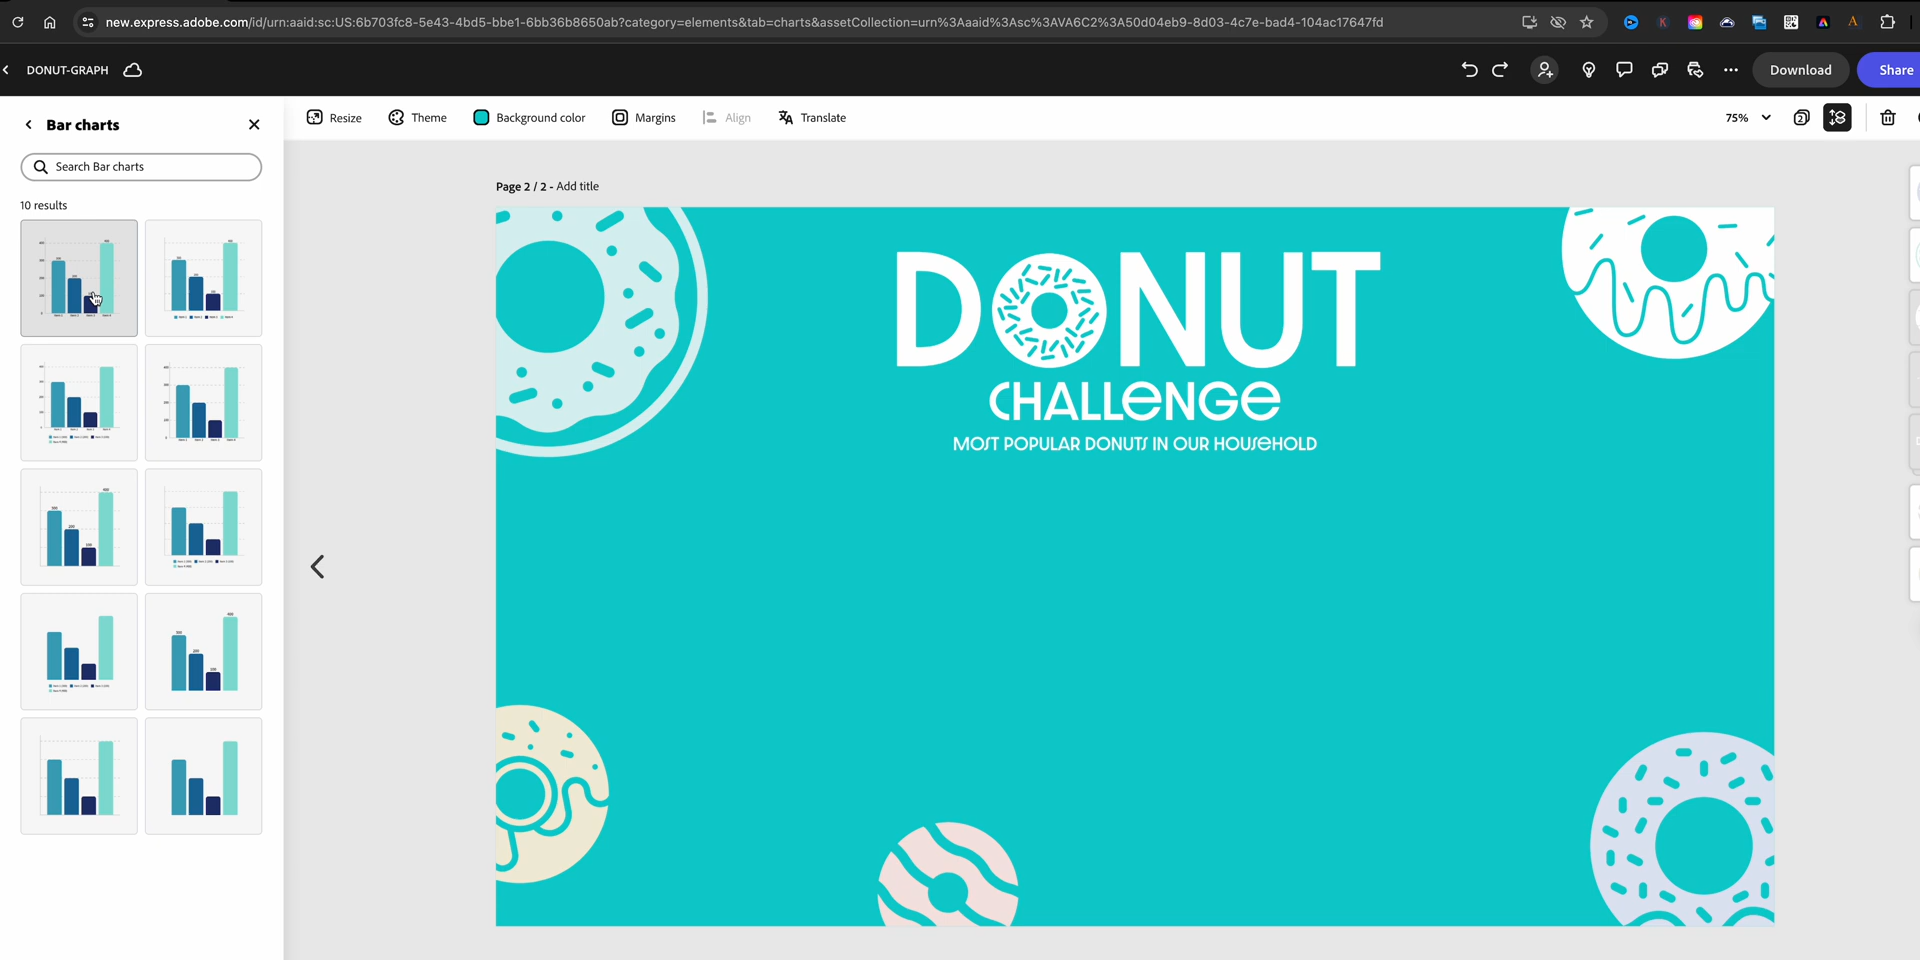 new.express.adobe.com/id/urn:aaid:sc:US:6b703fc8-5e43-4bd5-bbe1-6bb36b8650ab?category=elements&tab=charts&assetCollection=urn%3Aaaid%3Asc%3AVA6C2%3A50d04eb9-8d03-4c7e-bad4-104ac17647fd
DONUT-GRAPH
Download
Share
Bar charts
Resize
Theme
Background color
Margins
Align
Translate
75%
2
Search Bar charts
10 results
Page 2 / 2 - Add title
DONUT
CHALLENGE
MOST POPULAR DONUTS IN OUR HOUSEHOLD